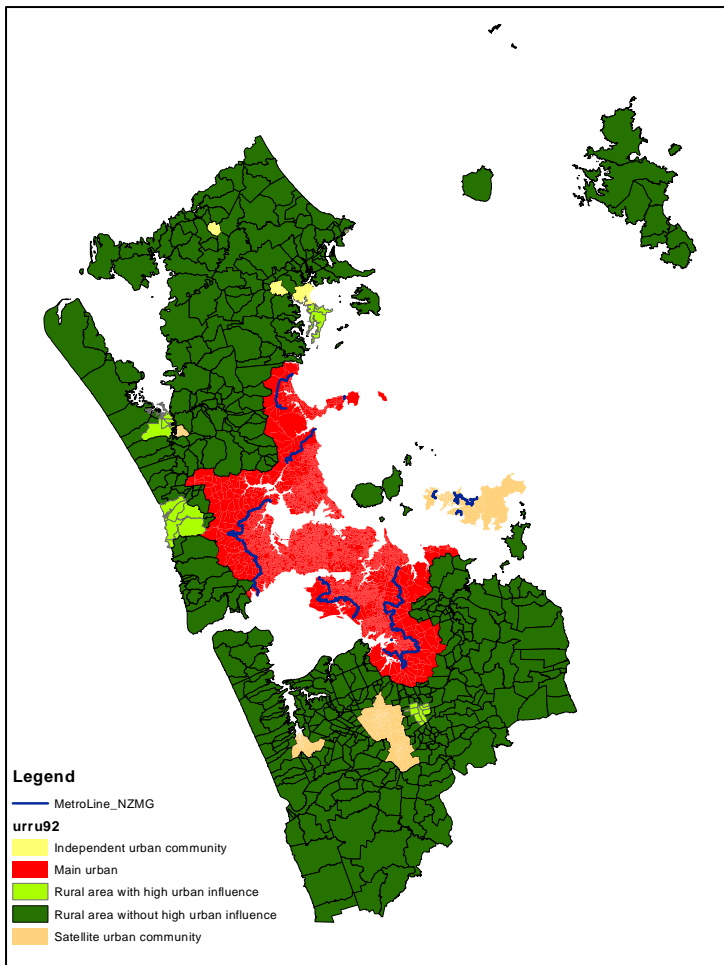 Legend
MetroLine_NZMG
urru92
Independent urban community
Main urban
Rural area with high urban influence
Rural area without high urban influence
Satellite urban community